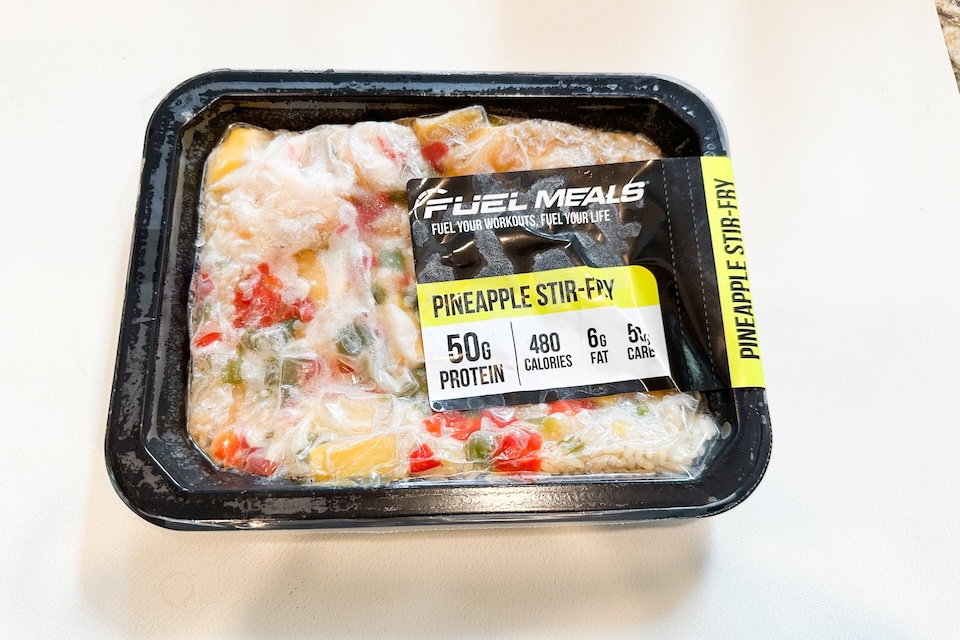 FUEL MEALS
FUEL YOUR WORKOUTS, FUEL YOUR LIFE
PINEAPPLE STIR-FRY
50G
PROTEIN
480
CALORIES
6G
FAT
CARB
PINEAPPLE STIR-FRY